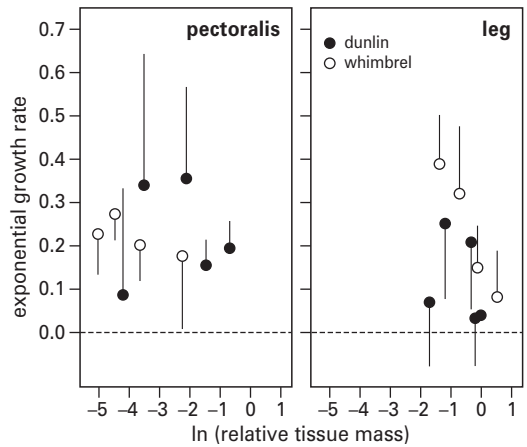 pectoralis
leg
dunlin
whimbrel
exponential growth rate
0.7
0.6
0.5
0.4
0.3
0.2
0.1
0.0
−5 −4 −3 −2 −1 0 1
−5 −4 −3 −2 −1 0 1
ln (relative tissue mass)